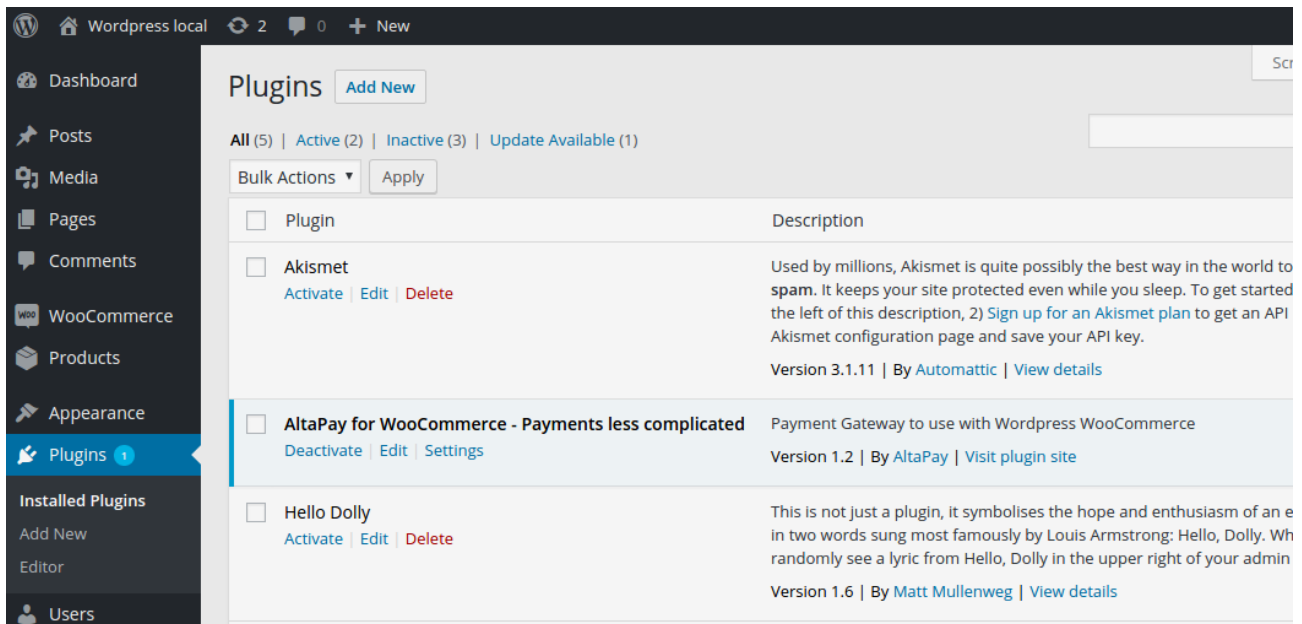 Wordpress local 2 0 + New
Dashboard
Posts
Media
Pages
Comments
WooCommerce
Products
Appearance
Plugins 1
Installed Plugins
Add New
Editor
Users
Plugins Add New
All (5) | Active (2) | Inactive (3) | Update Available (1)
Bulk Actions Apply
Plugin Description
Akismet
Activate | Edit | Delete
Used by millions, Akismet is quite possibly the best way in the world to
spam. It keeps your site protected even while you sleep. To get started
the left of this description, 2) Sign up for an Akismet plan to get an API
Akismet configuration page and save your API key.
Version 3.1.11 | By Automattic | View details
AltaPay for WooCommerce - Payments less complicated
Deactivate | Edit | Settings
Payment Gateway to use with Wordpress WooCommerce
Version 1.2 | By AltaPay | Visit plugin site
Hello Dolly
Activate | Edit | Delete
This is not just a plugin, it symbolises the hope and enthusiasm of an
in two words sung most famously by Louis Armstrong: Hello, Dolly.
randomly see a lyric from Hello, Dolly in the upper right of your admin
Version 1.6 | By Matt Mullenweg | View details